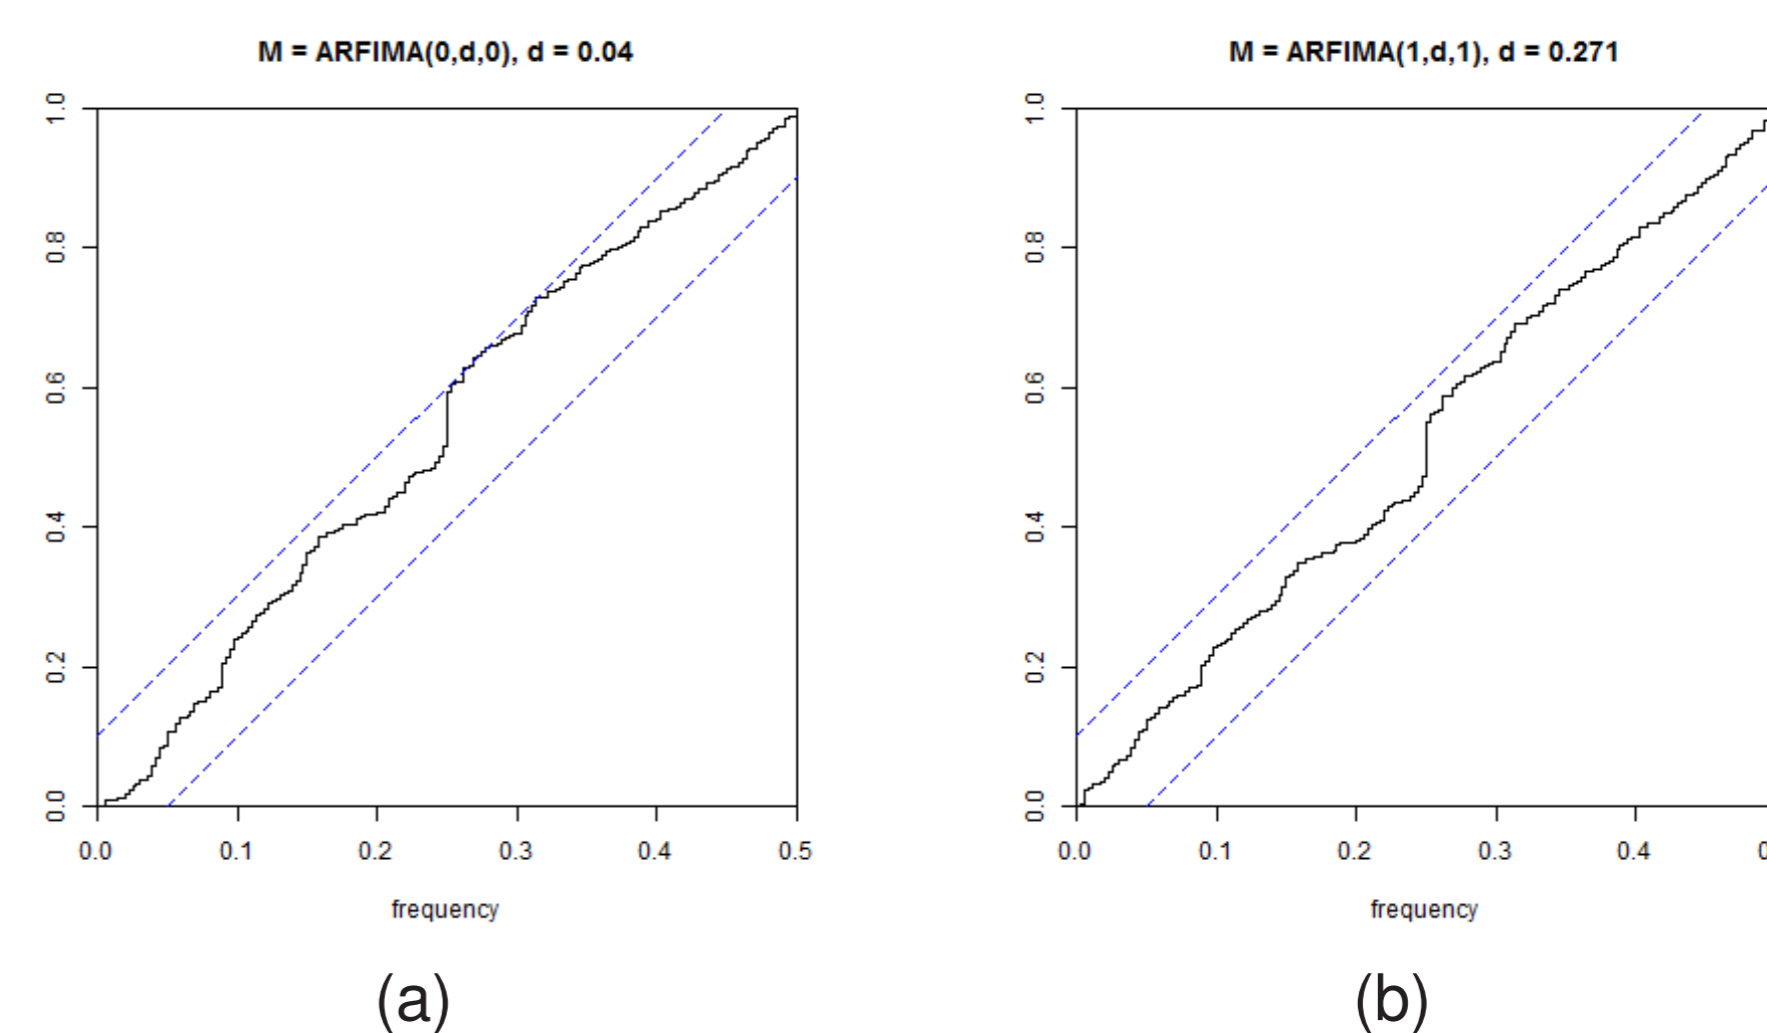 M = ARFIMA(0,d,0), d = 0.04
1.0
0.8
0.6
0.4
0.2
0.0
0.0 0.1 0.2 0.3 0.4 0.5
frequency
(a)
M = ARFIMA(1,d,1), d = 0.271
1.0
0.8
0.6
0.4
0.2
0.0
0.0 0.1 0.2 0.3 0.4
frequency
(b)